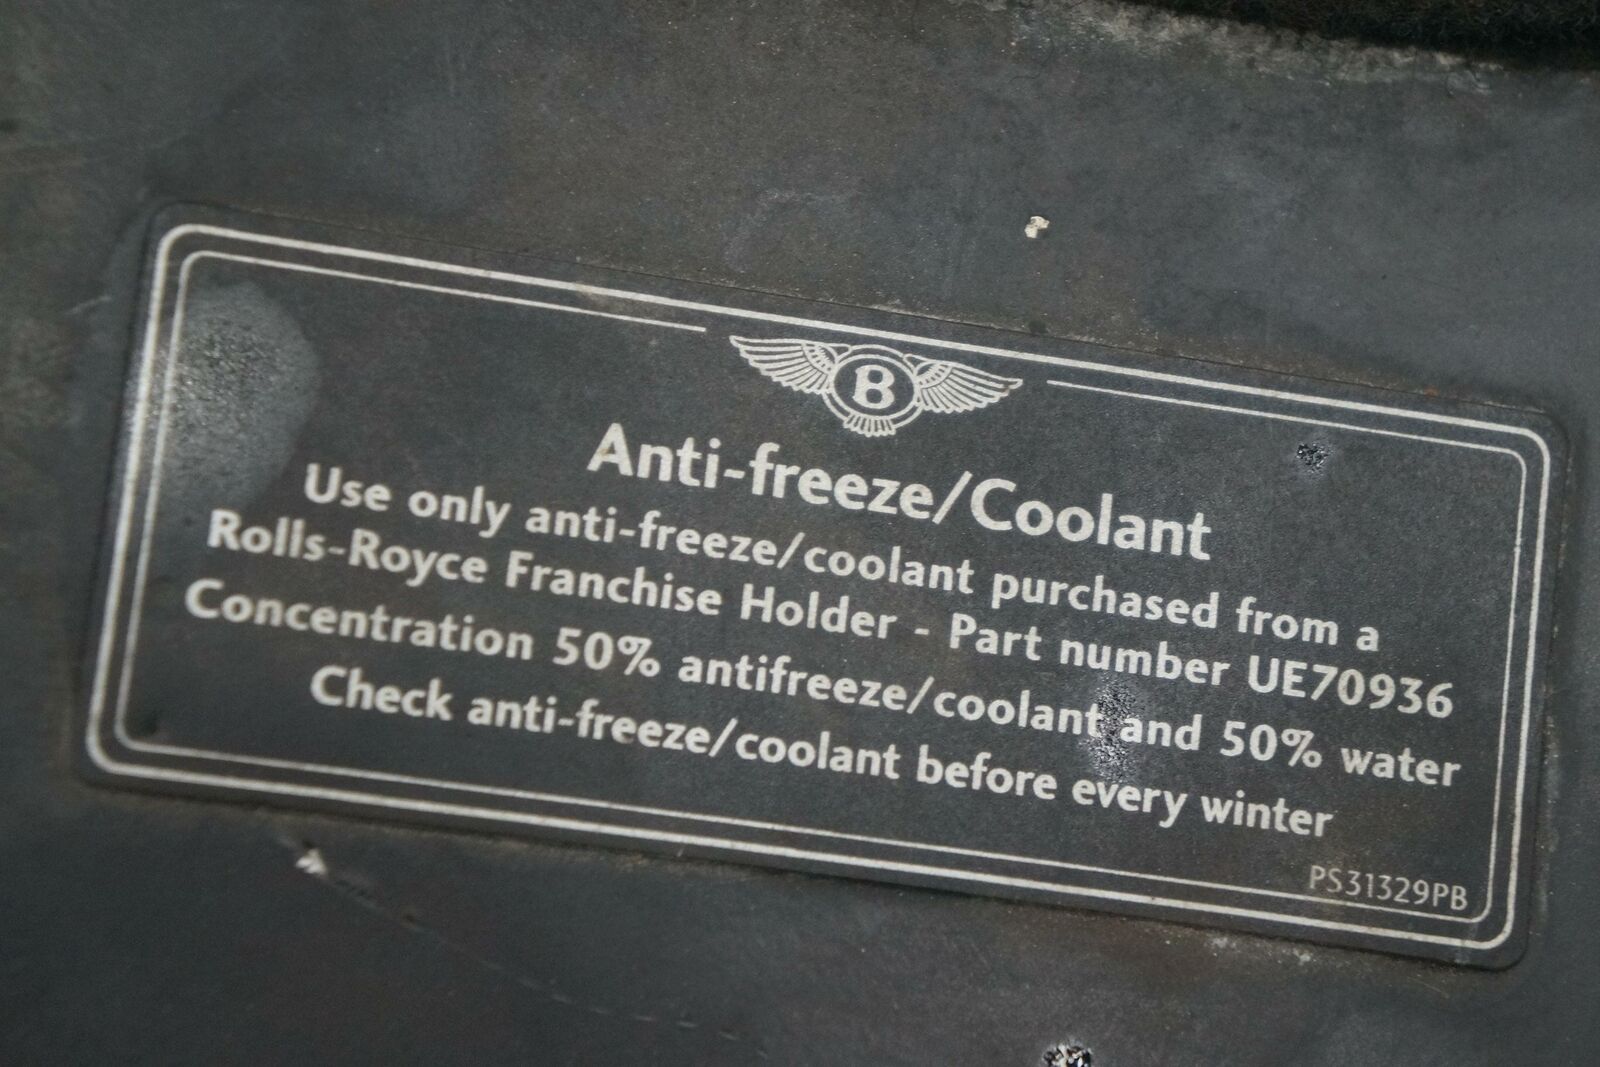 B
Anti-freeze/Coolant
Use only anti-freeze/coolant purchased from a
Rolls-Royce Franchise Holder - Part number UE70936
Concentration 50% antifreeze/coolant and 50% water
Check anti-freeze/coolant before every winter
PS31329PB